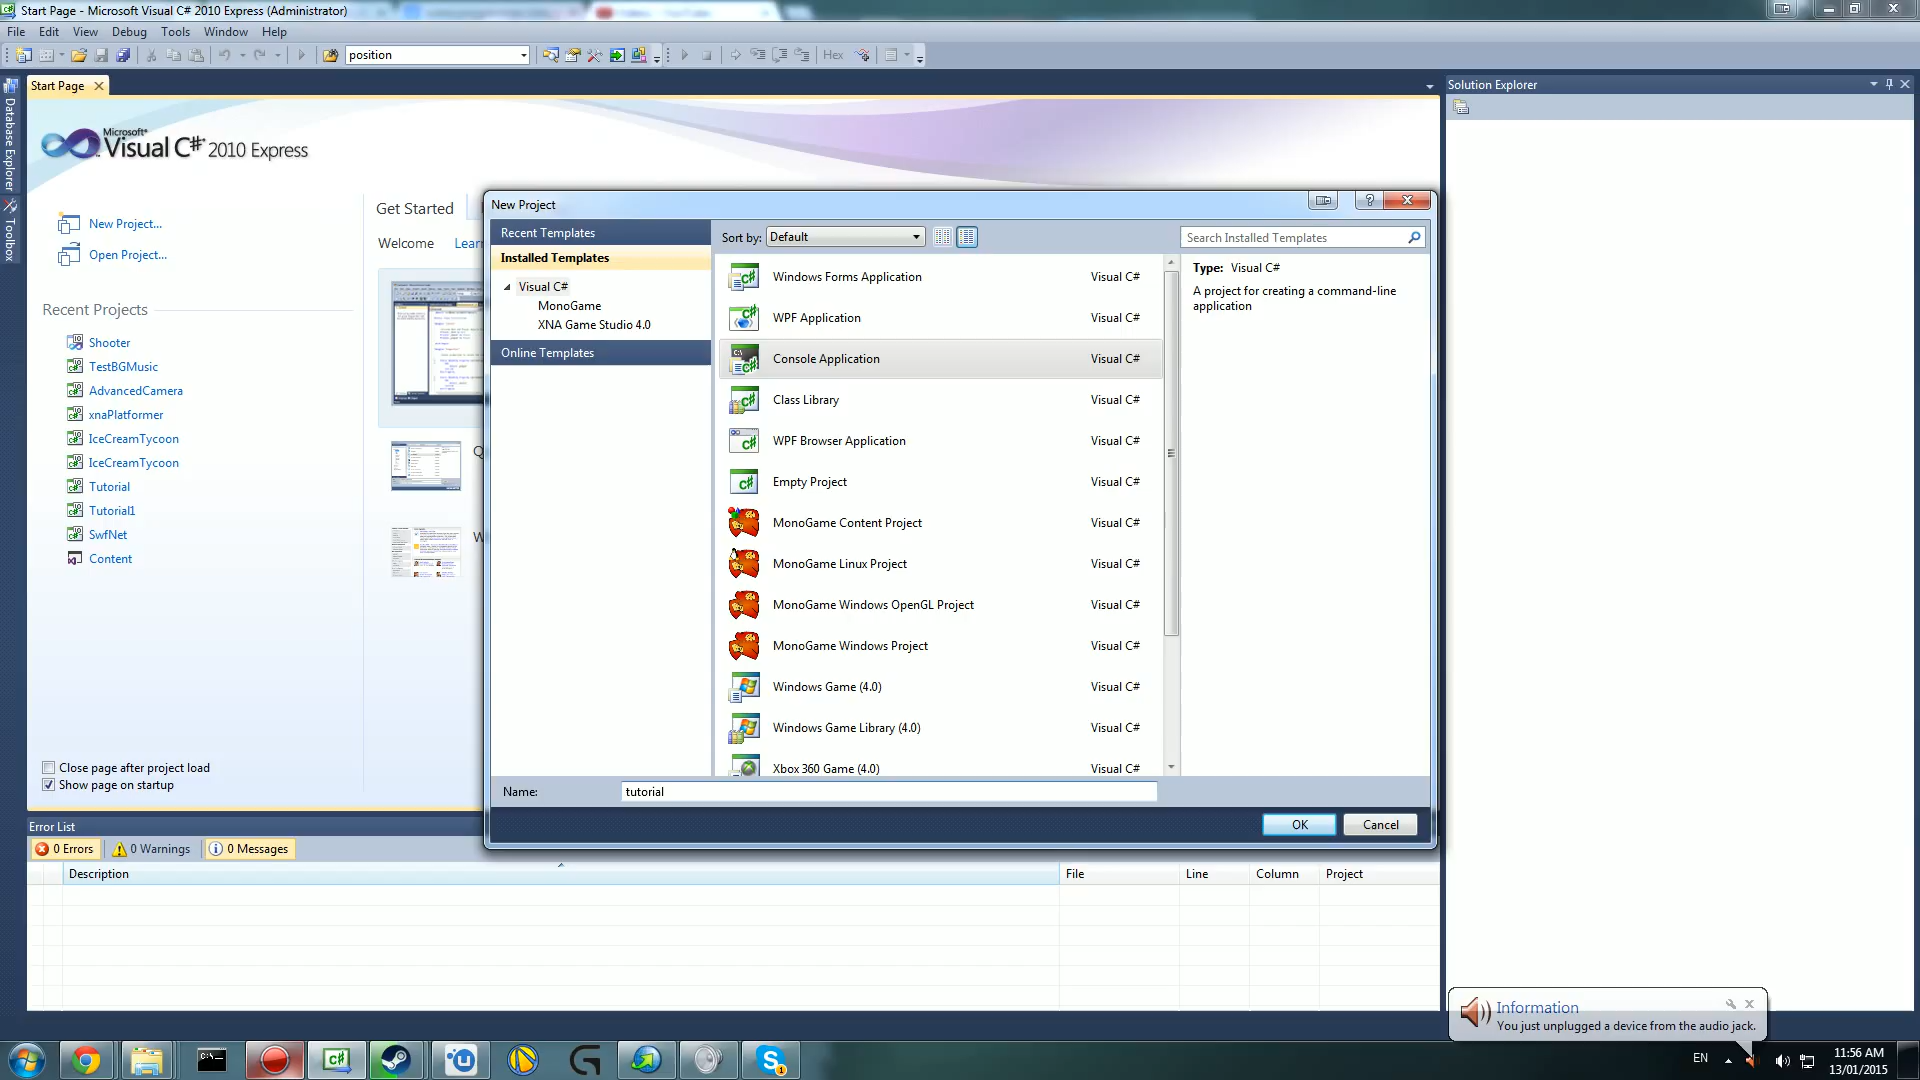 Start Page - Microsoft Visual C# 2010 Express (Administrator)
File Edit View Debug Tools Window Help
position
Hex
Database Explorer
Toolbox
Start Page
Microsoft®
Visual C#® 2010 Express
New Project...
Open Project...
Recent Projects
Shooter
TestBGMusic
AdvancedCamera
xnaPlatformer
IceCreamTycoon
IceCreamTycoon
Tutorial
Tutorial1
SwfNet
Content
Close page after project load
Show page on startup
Get Started
Welcome Lear
Q
W
New Project
Recent Templates
Installed Templates
Visual C#
MonoGame
XNA Game Studio 4.0
Online Templates
Sort by: Default
Search Installed Templates
Windows Forms Application Visual C#
WPF Application Visual C#
Console Application Visual C#
Class Library Visual C#
WPF Browser Application Visual C#
Empty Project Visual C#
MonoGame Content Project Visual C#
MonoGame Linux Project Visual C#
MonoGame Windows OpenGL Project Visual C#
MonoGame Windows Project Visual C#
Windows Game (4.0) Visual C#
Windows Game Library (4.0) Visual C#
Xbox 360 Game (4.0) Visual C#
Type: Visual C#
A project for creating a command-line
application
Name: tutorial
OK Cancel
Solution Explorer
Error List
0 Errors 0 Warnings 0 Messages
Description File Line Column Project
Information
You just unplugged a device from the audio jack.
EN
11:56 AM
13/01/2015